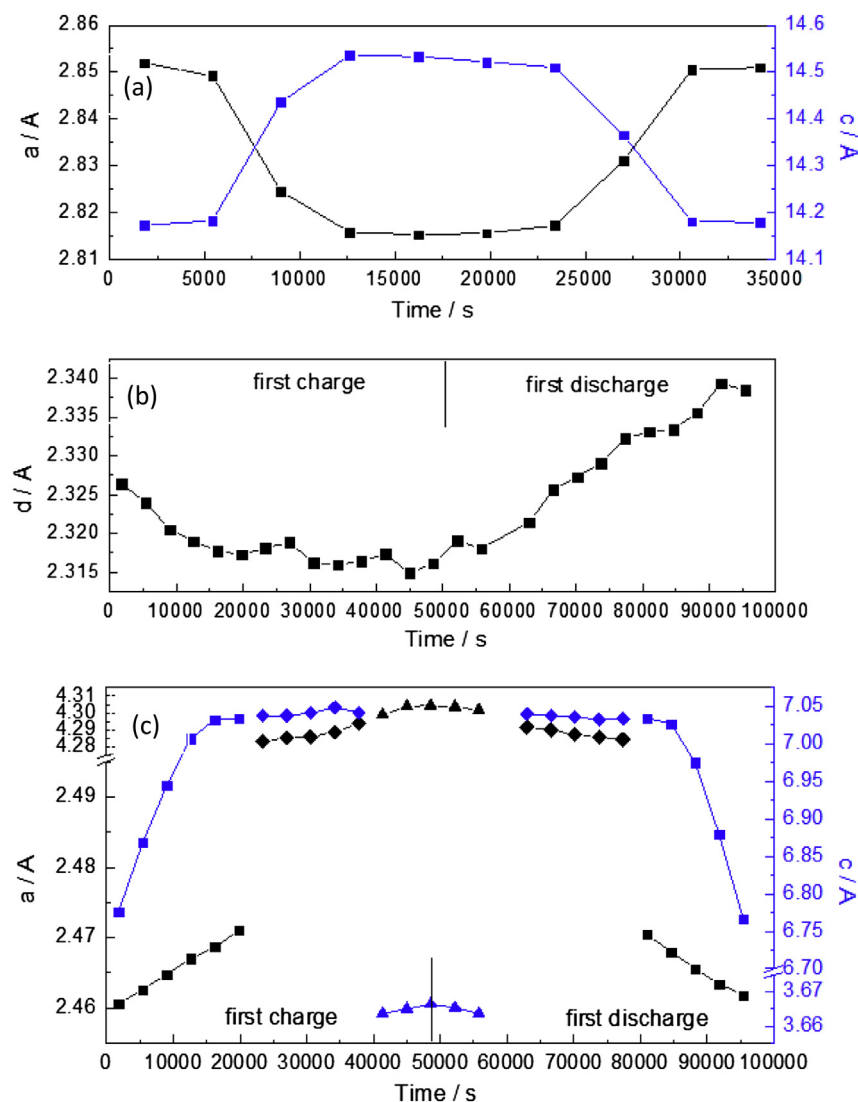 (a)
a / A
2.86
2.85
2.84
2.83
2.82
2.81
14.6
14.5
14.4
14.3
14.2
14.1
c / A
0 5000 10000 15000 20000 25000 30000 35000
Time / s
(b)
first charge
first discharge
d / A
2.340
2.335
2.330
2.325
2.320
2.315
0 10000 20000 30000 40000 50000 60000 70000 80000 90000 100000
Time / s
(c)
a / A
4.31
4.30
4.29
4.28
2.49
2.48
2.47
2.46
7.05
7.00
6.95
6.90
6.85
6.80
6.75
6.70
3.67
3.66
c / A
first charge
first discharge
0 10000 20000 30000 40000 50000 60000 70000 80000 90000 100000
Time / s